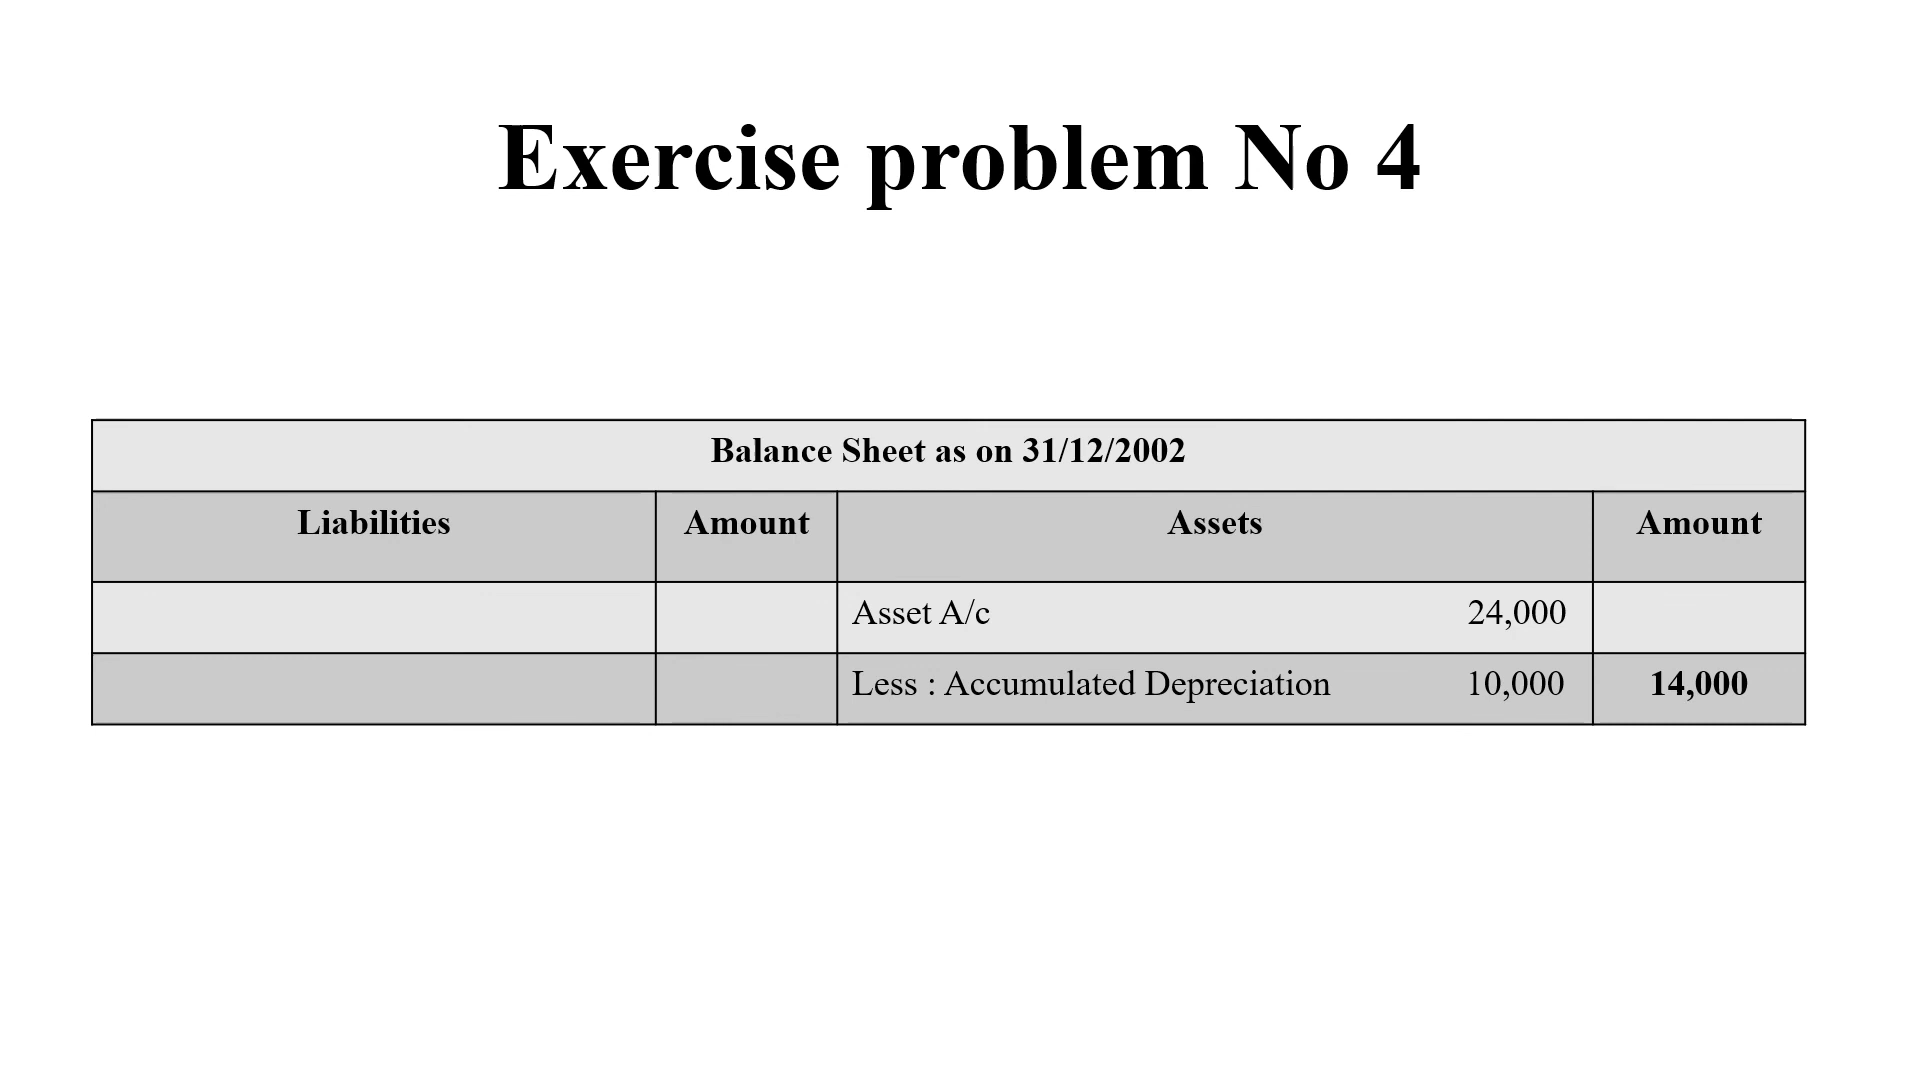 Exercise problem No 4
Balance Sheet as on 31/12/2002
Liabilities Amount Assets Amount
Asset A/c 24,000
Less : Accumulated Depreciation 10,000 14,000